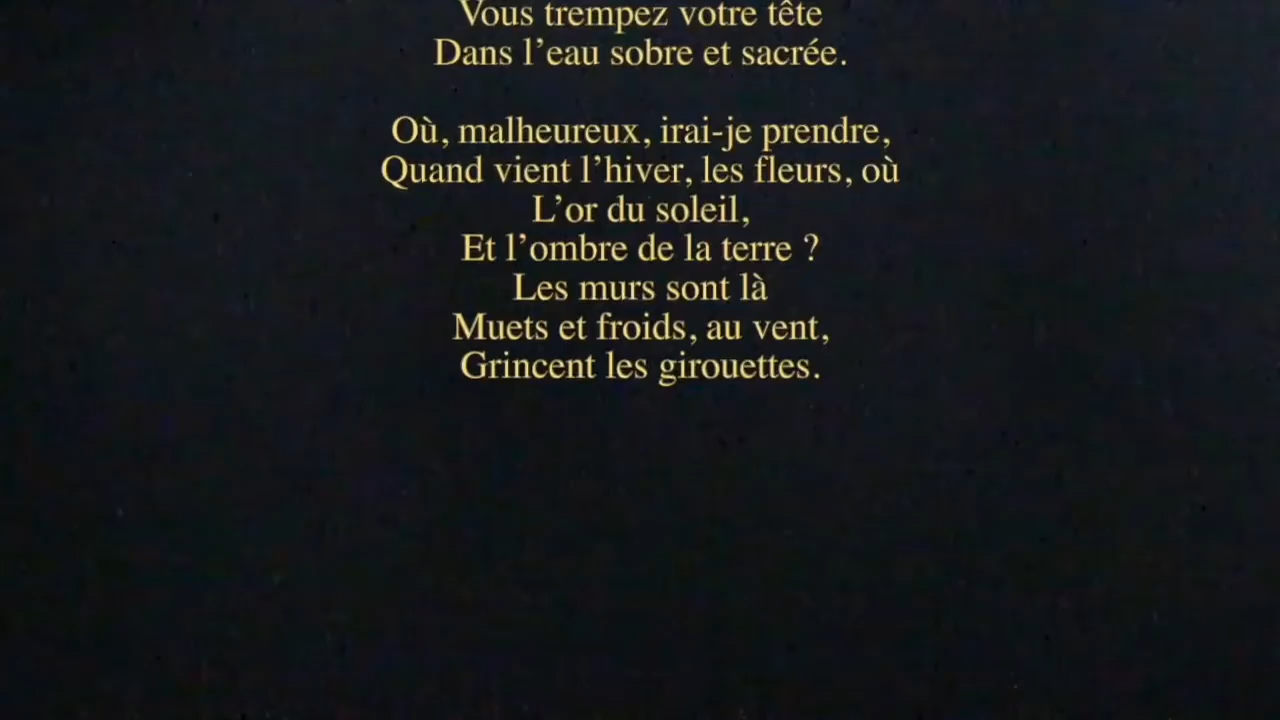 Vous trempez votre tête
Dans l’eau sobre et sacrée.
Où, malheureux, irai-je prendre,
Quand vient l’hiver, les fleurs, où
L’or du soleil,
Et l’ombre de la terre ?
Les murs sont là
Muets et froids, au vent,
Grincent les girouettes.